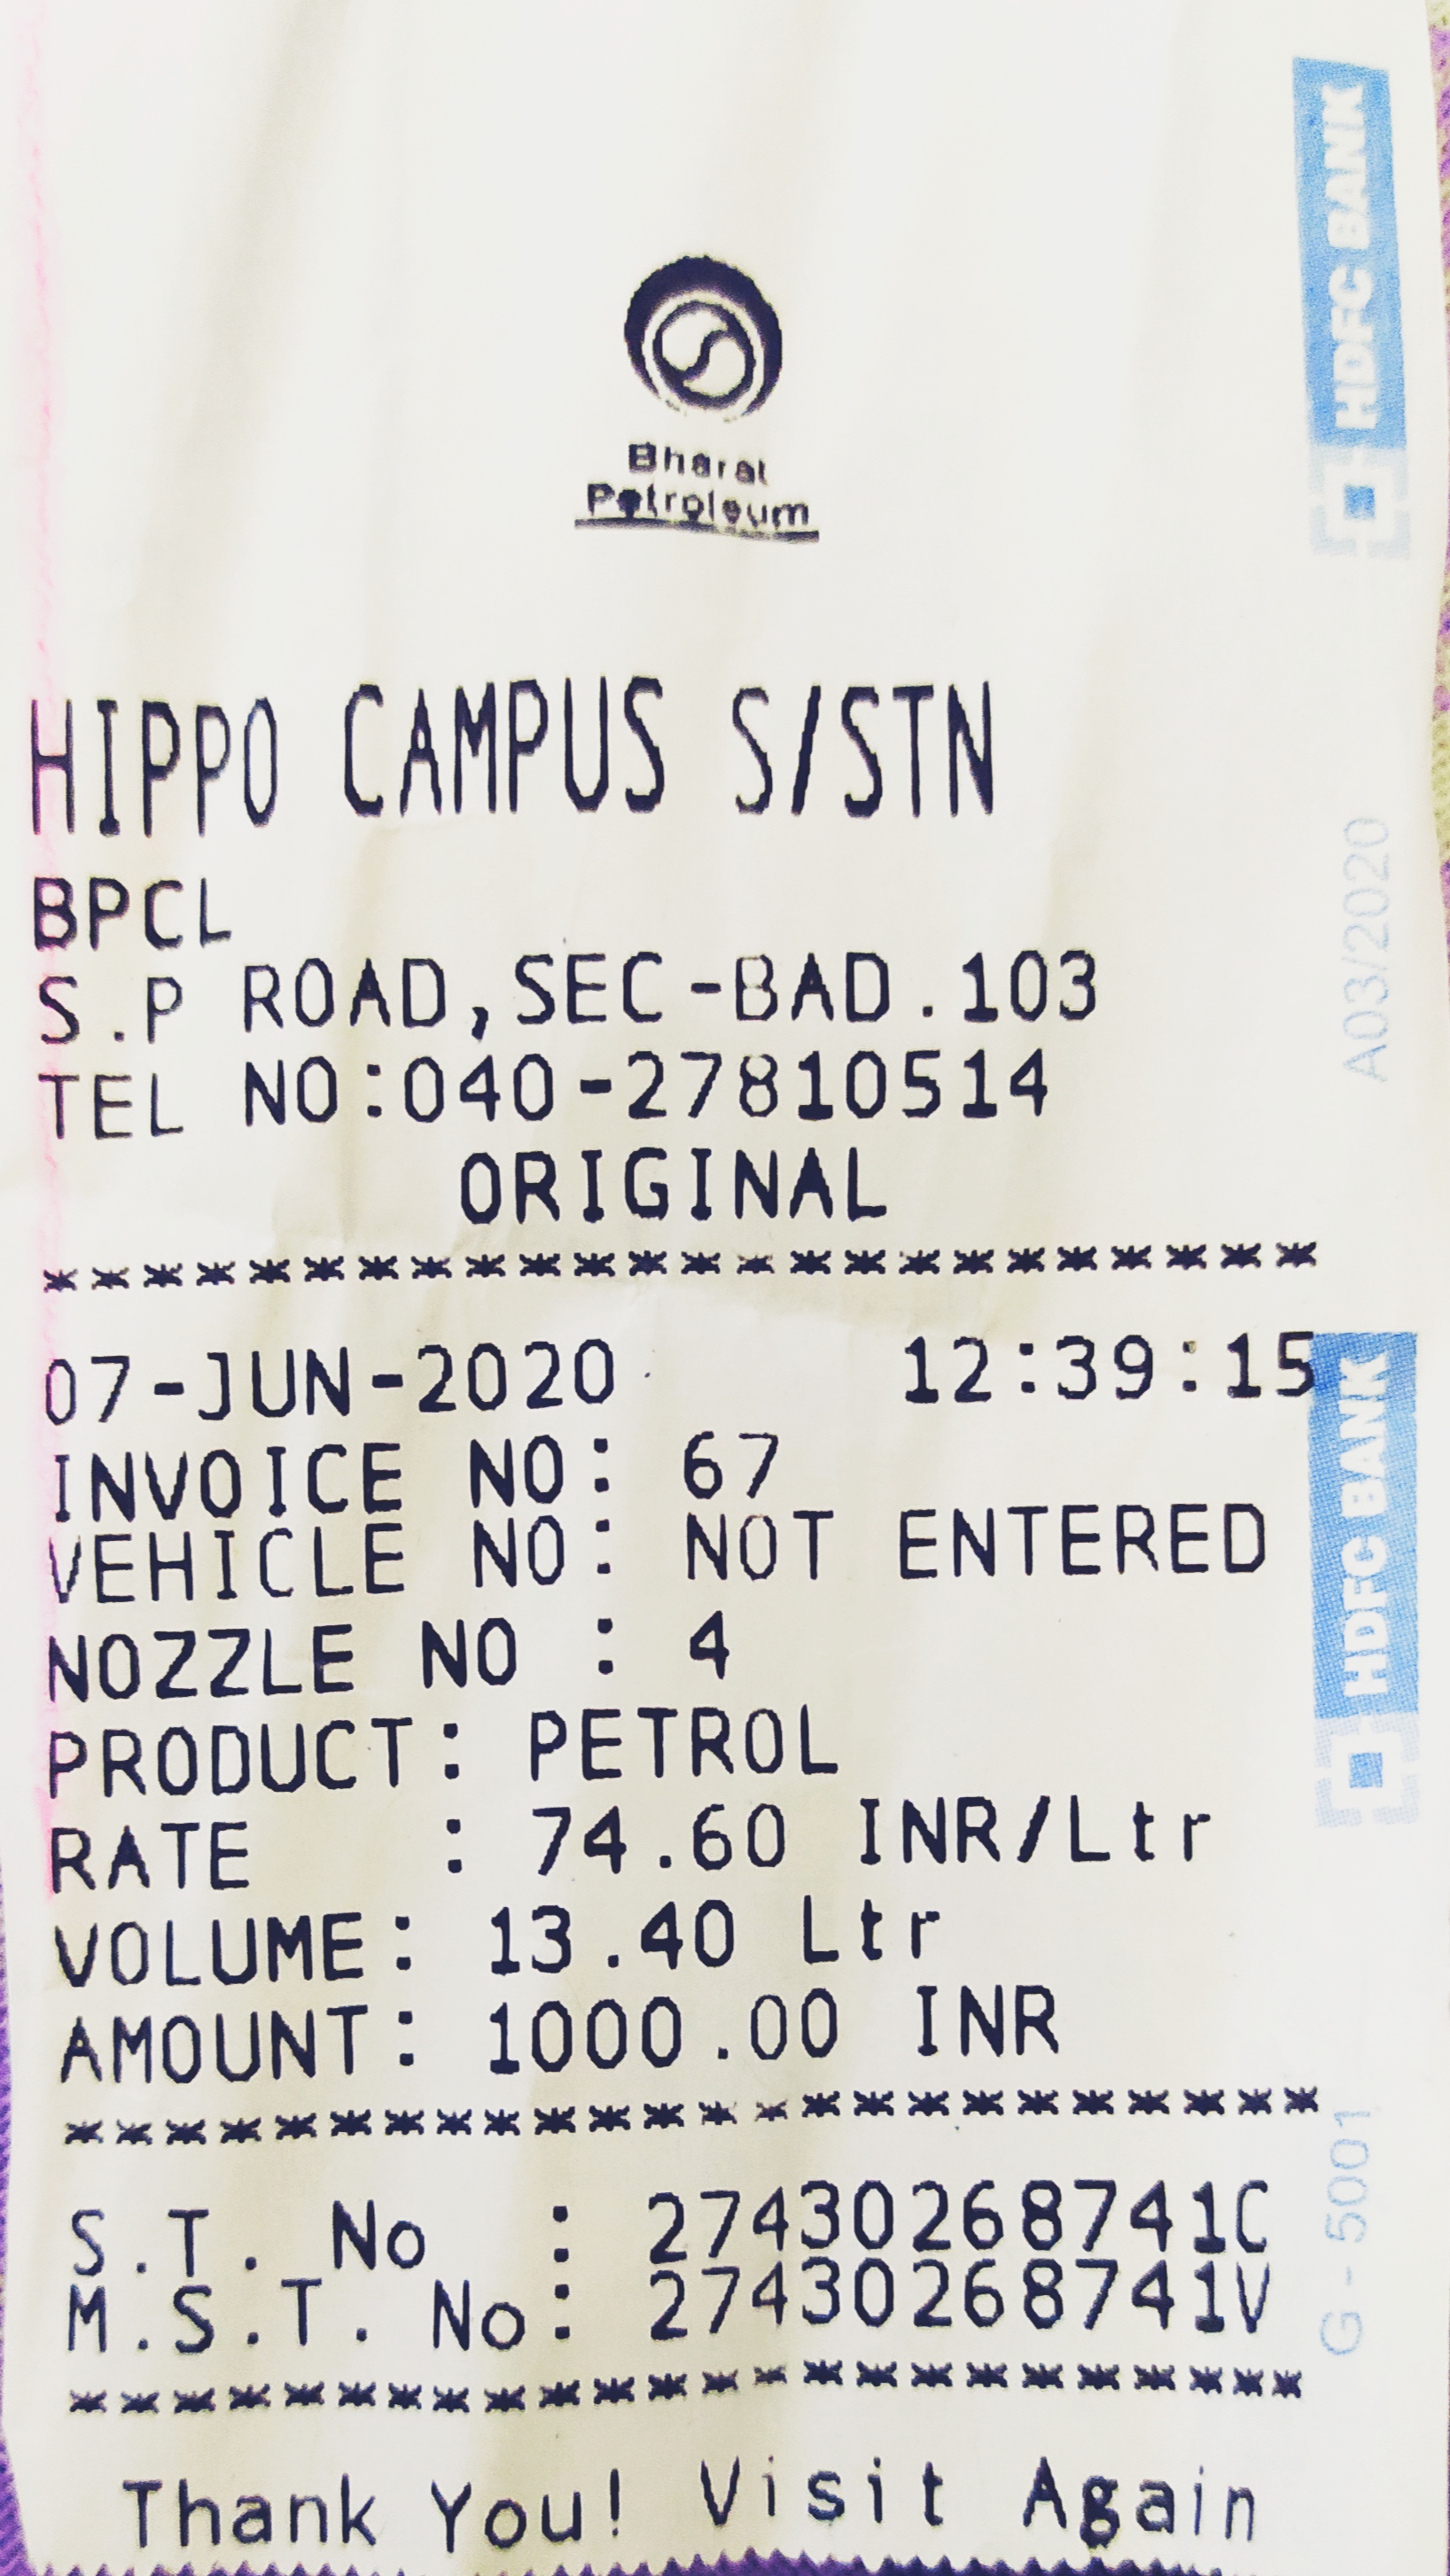 Bharat
Petroleum
HIPPO CAMPUS S/STN
BPCL
S.P ROAD,SEC-BAD.103
TEL NO:040-27810514
ORIGINAL
************************
07-JUN-2020 12:39:15
INVOICE NO: 67
VEHICLE NO: NOT ENTERED
NOZZLE NO : 4
PRODUCT: PETROL
RATE : 74.60 INR/Ltr
VOLUME: 13.40 Ltr
AMOUNT: 1000.00 INR
************************
S.T. No : 27430268741C
M.S.T. No: 27430268741V
************************
Thank You! Visit Again
HDFC BANK
A03/2020
HDFC BANK
G - 5001